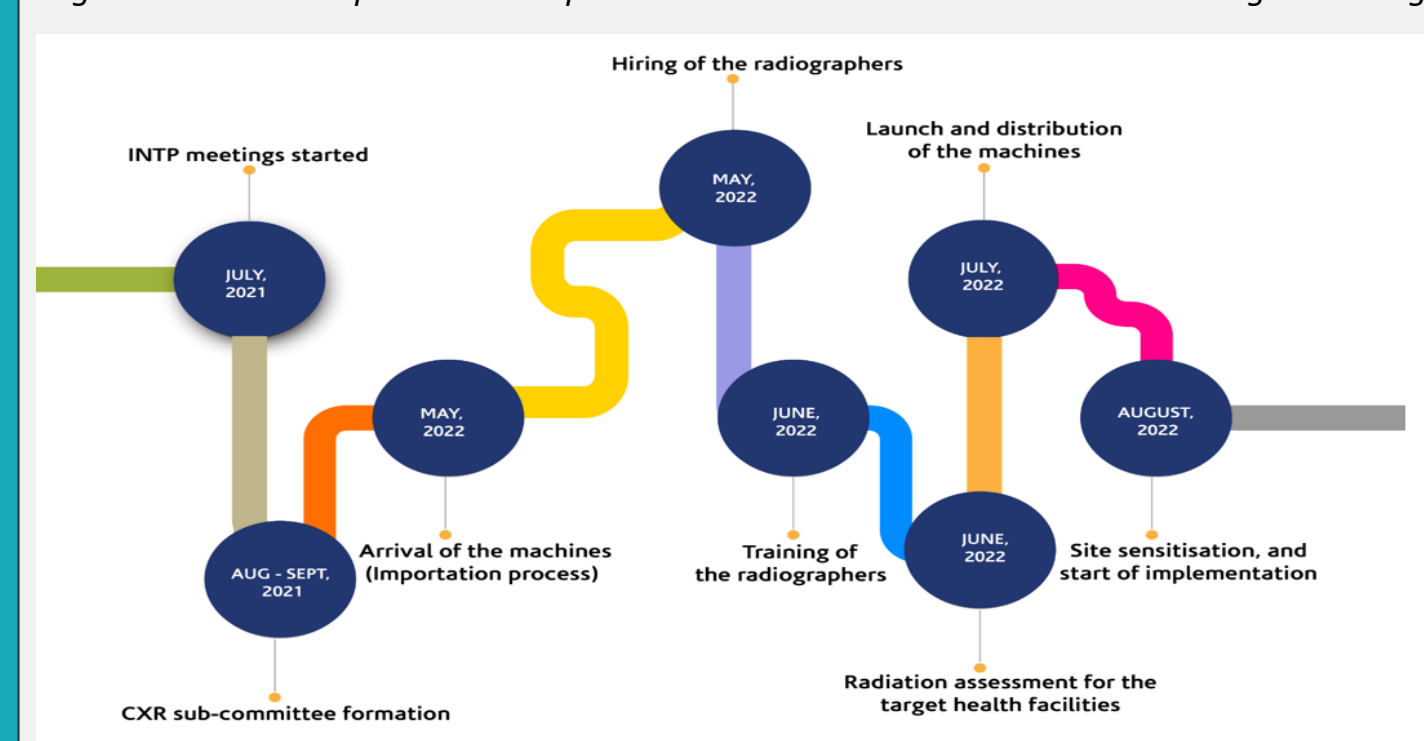 INTP meetings started
JULY,
2021
AUG - SEPT,
2021
CXR sub-committee formation
MAY,
2022
Arrival of the machines
(Importation process)
Hiring of the radiographers
MAY,
2022
JUNE,
2022
Training of
the radiographers
JUNE,
2022
Radiation assessment for the
target health facilities
Launch and distribution
of the machines
JULY,
2022
AUGUST,
2022
Site sensitisation, and
start of implementation